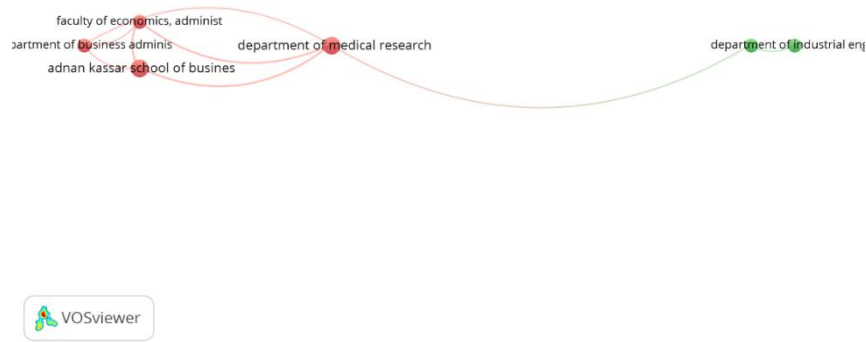 faculty of economics, administ
partment of business adminis
department of medical research
department of industrial eng
adnan kassar school of busines
VOSviewer